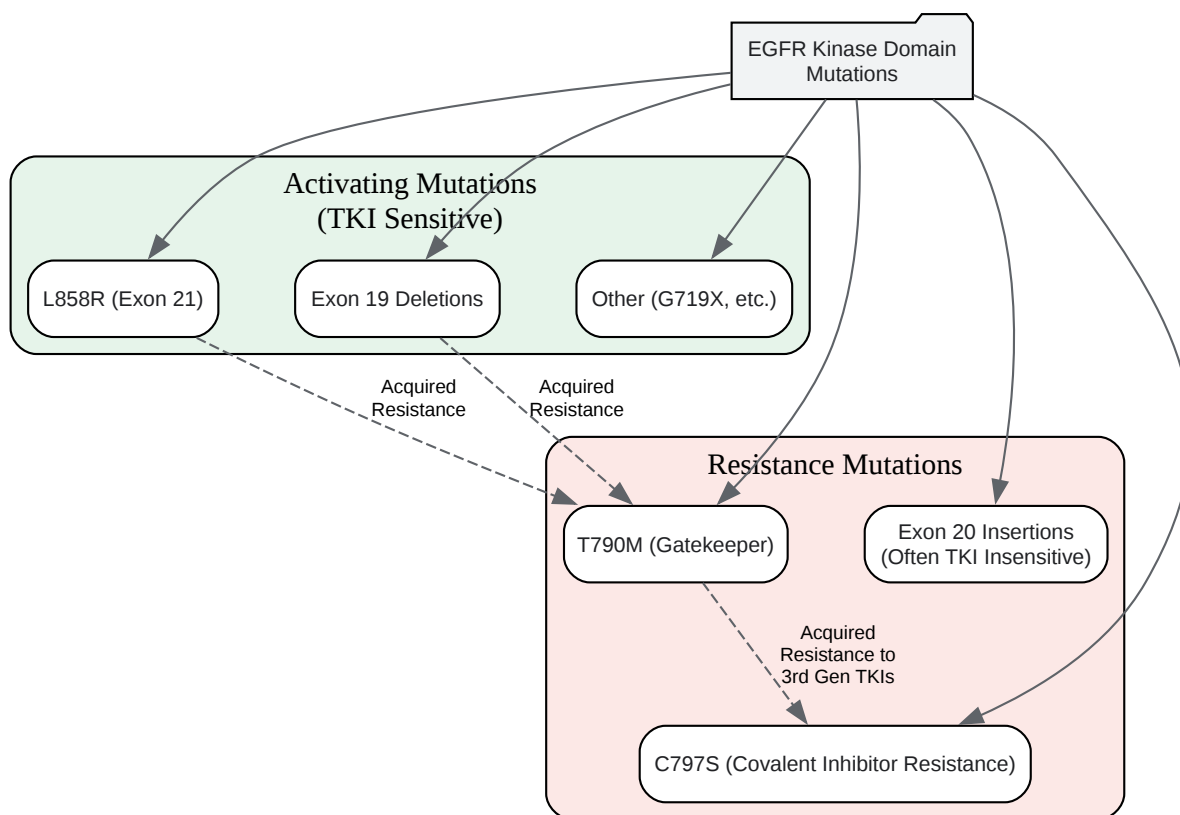 EGFR Kinase Domain
Mutations
Activating Mutations
(TKI Sensitive)
L858R (Exon 21)
Exon 19 Deletions
Other (G719X, etc.)
Acquired
Resistance
Acquired
Resistance
Resistance Mutations
T790M (Gatekeeper)
Exon 20 Insertions
(Often TKI Insensitive)
Acquired
Resistance to
3rd Gen TKIs
C797S (Covalent Inhibitor Resistance)